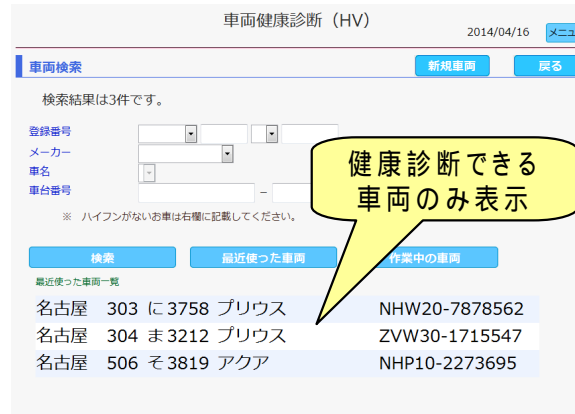 車両健康診断（HV）
2014/04/16 メニュ
車両検索 新規車両 戻る
検索結果は3件です。
登録番号
メーカー
車名
車台番号 －
※ ハイフンがないお車は右欄に記載してください。
健康診断できる
車両のみ表示
検索 最近使った車両 作業中の車両
最近使った車両一覧
名古屋 303 に 3758 プリウス NHW20-7878562
名古屋 304 ま 3212 プリウス ZVW30-1715547
名古屋 506 そ 3819 アクア NHP10-2273695